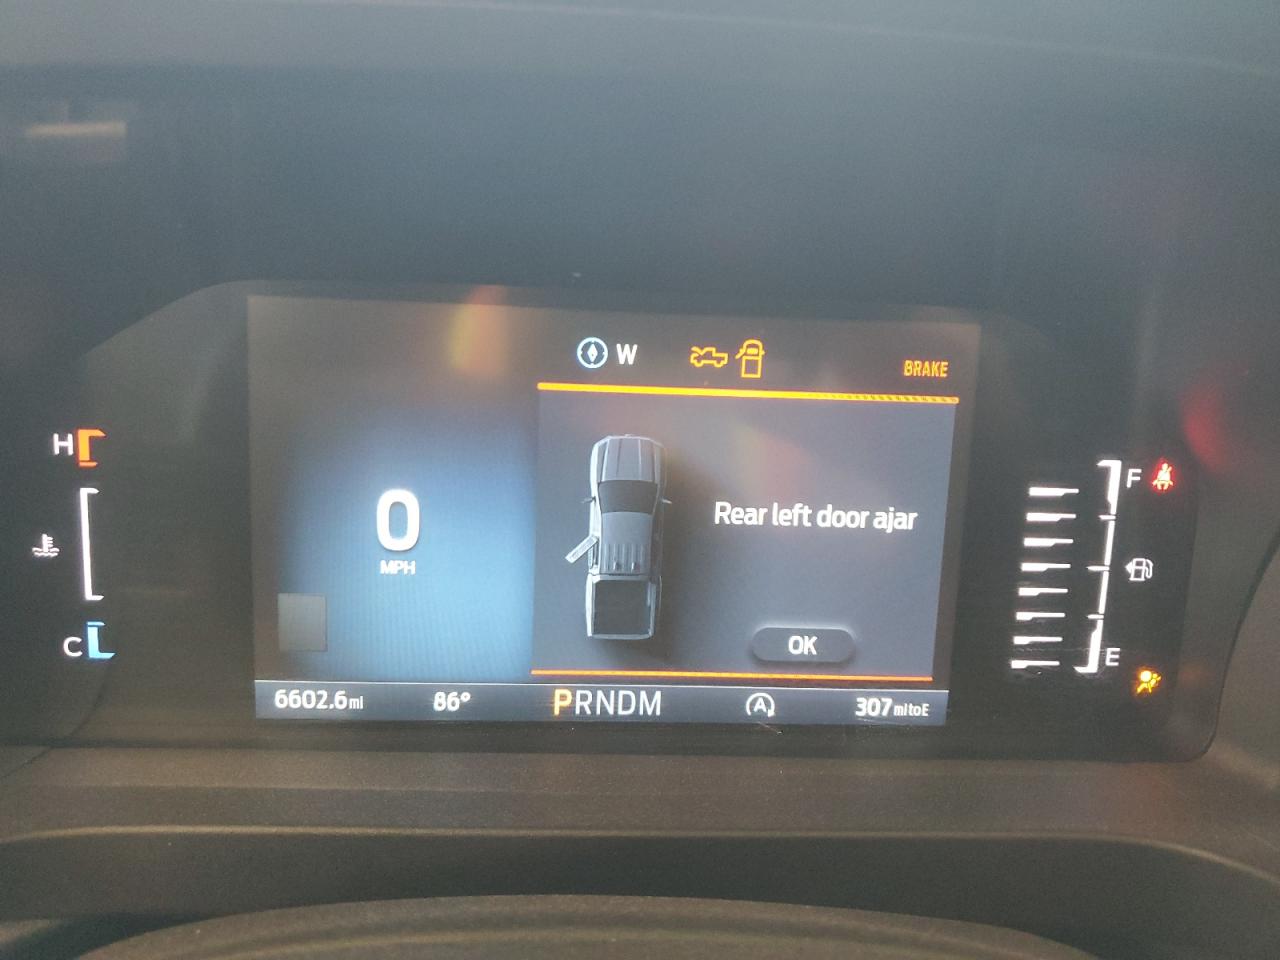 W
BRAKE
H
F
0
MPH
Rear left door ajar
C
OK
E
6602.6mi
86°
PRNDM
A
307mitoE